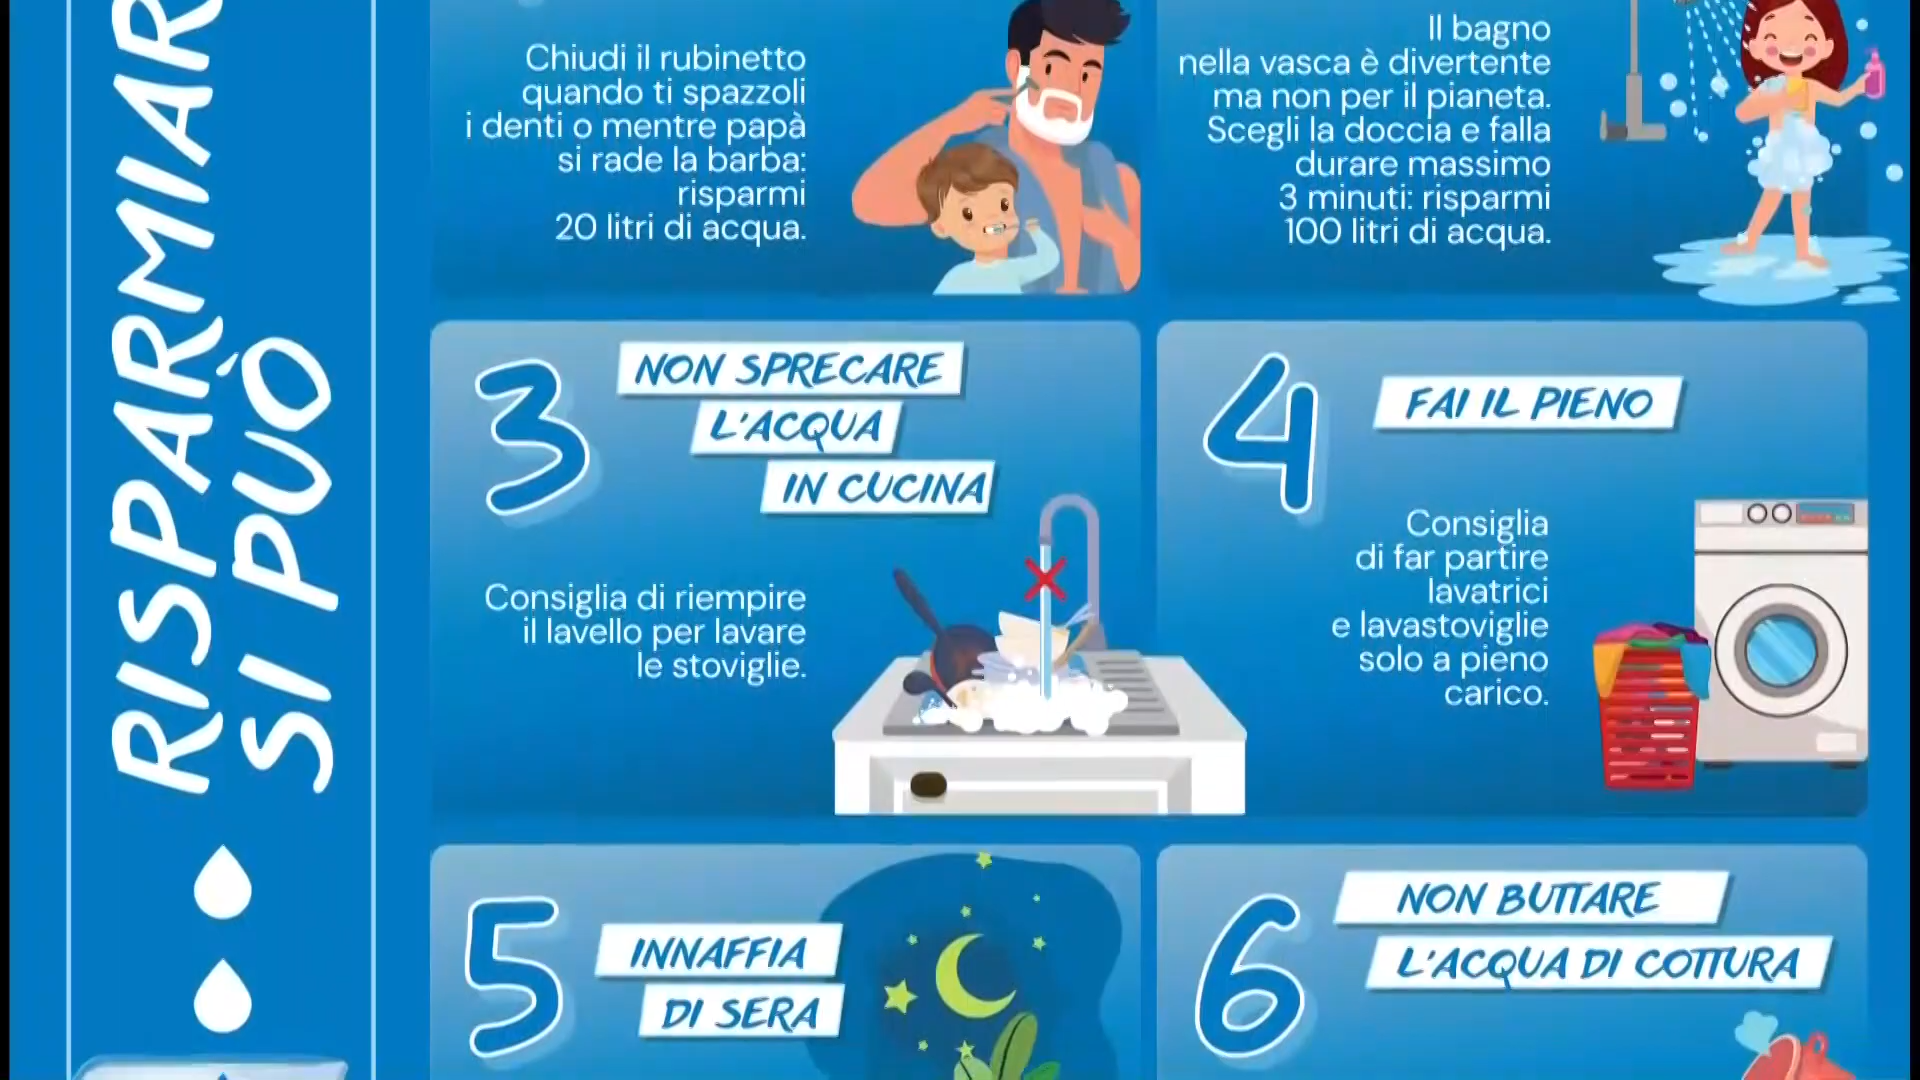 RISPARMIAR
SI PUÒ
Chiudi il rubinetto
quando ti spazzoli
i denti o mentre papà
si rade la barba:
risparmi
20 litri di acqua.
Il bagno
nella vasca è divertente
ma non per il pianeta.
Scegli la doccia e falla
durare massimo
3 minuti: risparmi
100 litri di acqua.
3
NON SPRECARE
L'ACQUA
IN CUCINA
Consiglia di riempire
il lavello per lavare
le stoviglie.
4
FAI IL PIENO
Consiglia
di far partire
lavatrici
e lavastoviglie
solo a pieno
carico.
5
INNAFFIA
DI SERA
6
NON BUTTARE
L'ACQUA DI COTTURA